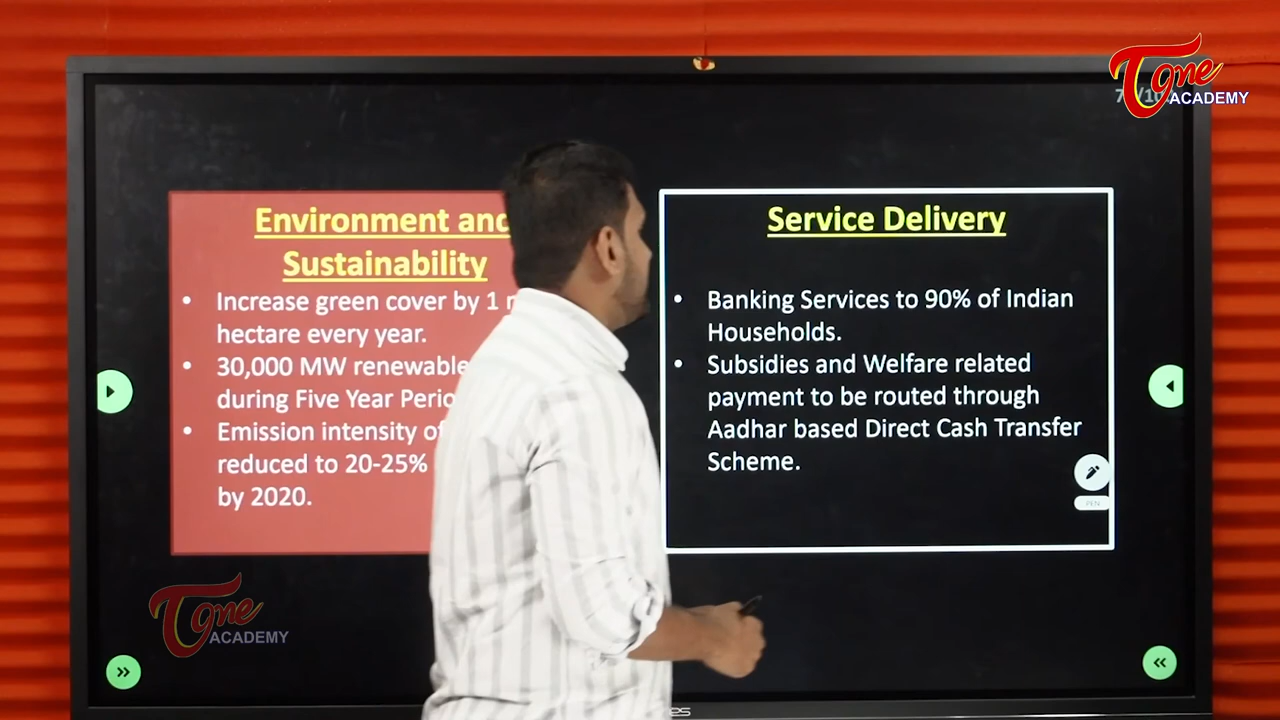 Tone
ACADEMY
Environment and
Sustainability
• Increase green cover by 1
hectare every year.
• 30,000 MW renewable
during Five Year
• Emission intensity of
reduced to 20-25%
by 2020.
Service Delivery
• Banking Services to 90% of Indian
Households.
• Subsidies and Welfare related
payment to be routed through
Aadhar based Direct Cash Transfer
Scheme.
PEN
Tone
ACADEMY